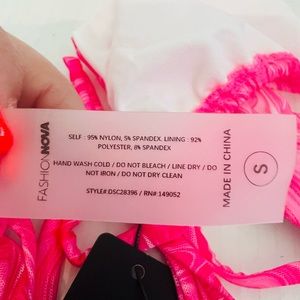 FASHIONNOVA
SELF : 95% NYLON, 5% SPANDEX. LINING : 92%
POLYESTER, 8% SPANDEX
HAND WASH COLD / DO NOT BLEACH / LINE DRY / DO
NOT IRON / DO NOT DRY CLEAN
STYLE#:DSC28396 / RN#:149052
MADE IN CHINA
S